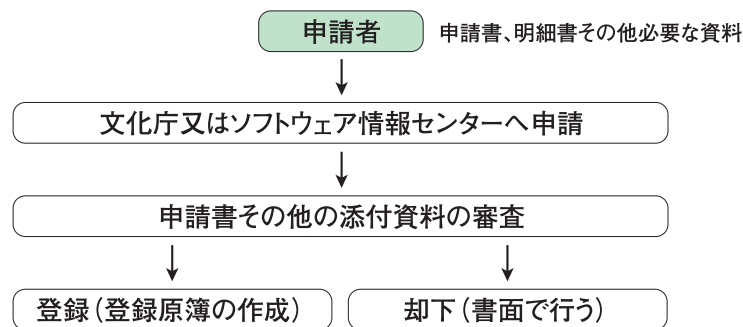 申請者
申請書、明細書その他必要な資料
文化庁又はソフトウェア情報センターへ申請
申請書その他の添付資料の審査
登録（登録原簿の作成）
却下（書面で行う）